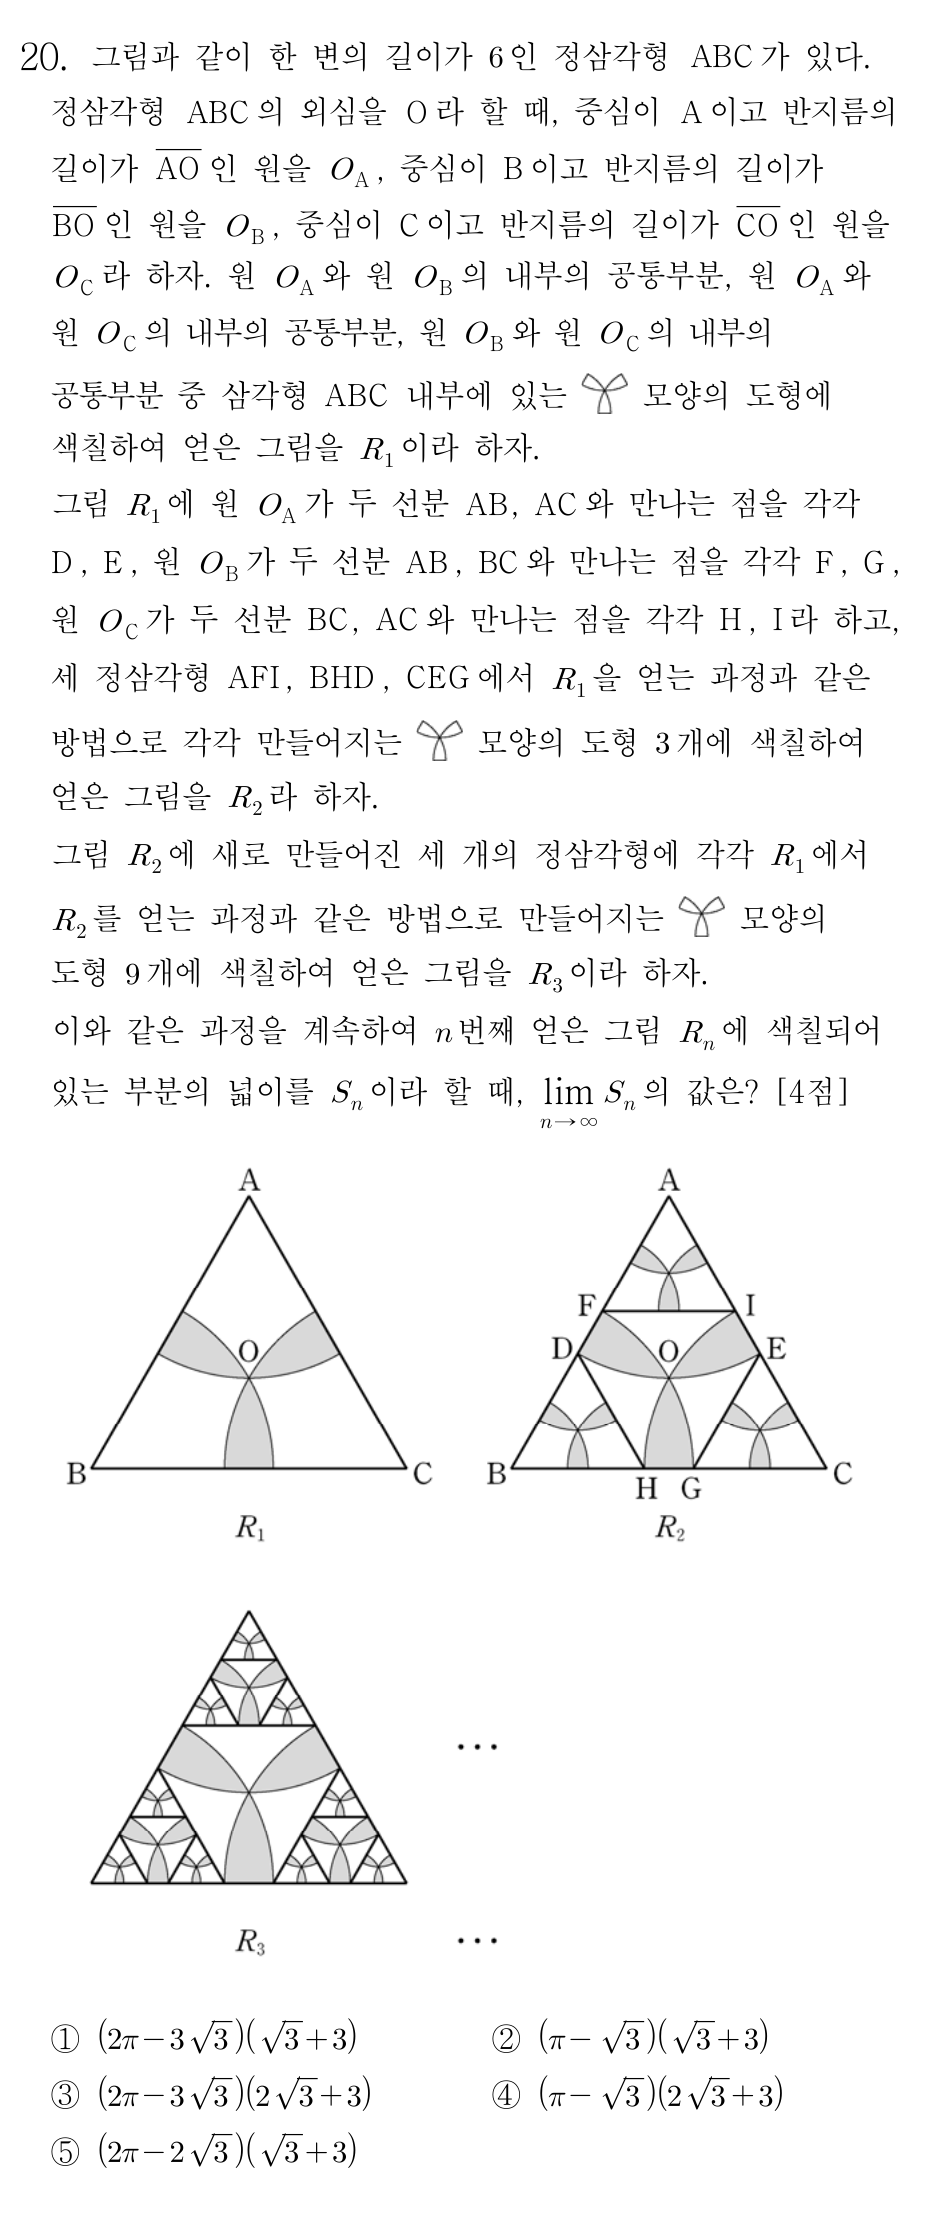 20. 그림과 같이 한 변의 길이가 6인 정삼각형 ABC가 있다.
정삼각형 ABC의 외심을 O라 할 때, 중심이 A이고 반지름의
길이가 $\overline{AO}$인 원을 $O_A$, 중심이 B이고 반지름의 길이가
$\overline{BO}$인 원을 $O_B$, 중심이 C이고 반지름의 길이가 $\overline{CO}$인 원을
$O_C$라 하자. 원 $O_A$와 원 $O_B$의 내부의 공통부분, 원 $O_A$와
원 $O_C$의 내부의 공통부분, 원 $O_B$와 원 $O_C$의 내부의
공통부분 중 삼각형 ABC 내부에 있는 모양의 도형에
색칠하여 얻은 그림을 $R_1$이라 하자.
그림 $R_1$에 원 $O_A$가 두 선분 AB, AC와 만나는 점을 각각
D, E, 원 $O_B$가 두 선분 AB, BC와 만나는 점을 각각 F, G,
원 $O_C$가 두 선분 BC, AC와 만나는 점을 각각 H, I라 하고,
세 정삼각형 AFI, BHD, CEG에서 $R_1$을 얻는 과정과 같은
방법으로 각각 만들어지는 모양의 도형 3개에 색칠하여
얻은 그림을 $R_2$라 하자.
그림 $R_2$에 새로 만들어진 세 개의 정삼각형에 각각 $R_1$에서
$R_2$를 얻는 과정과 같은 방법으로 만들어지는 모양의
도형 9개에 색칠하여 얻은 그림을 $R_3$이라 하자.
이와 같은 과정을 계속하여 $n$번째 얻은 그림 $R_n$에 색칠되어
있는 부분의 넓이를 $S_n$이라 할 때, $\lim_{n \to \infty} S_n$의 값은? [4점]
A
O
B
C
$R_1$
A
F
I
D
O
E
B
H
G
C
$R_2$
$R_3$
…
…
① $(2\pi-3\sqrt{3})(\sqrt{3}+3)$
② $(\pi-\sqrt{3})(\sqrt{3}+3)$
③ $(2\pi-3\sqrt{3})(2\sqrt{3}+3)$
④ $(\pi-\sqrt{3})(2\sqrt{3}+3)$
⑤ $(2\pi-2\sqrt{3})(\sqrt{3}+3)$